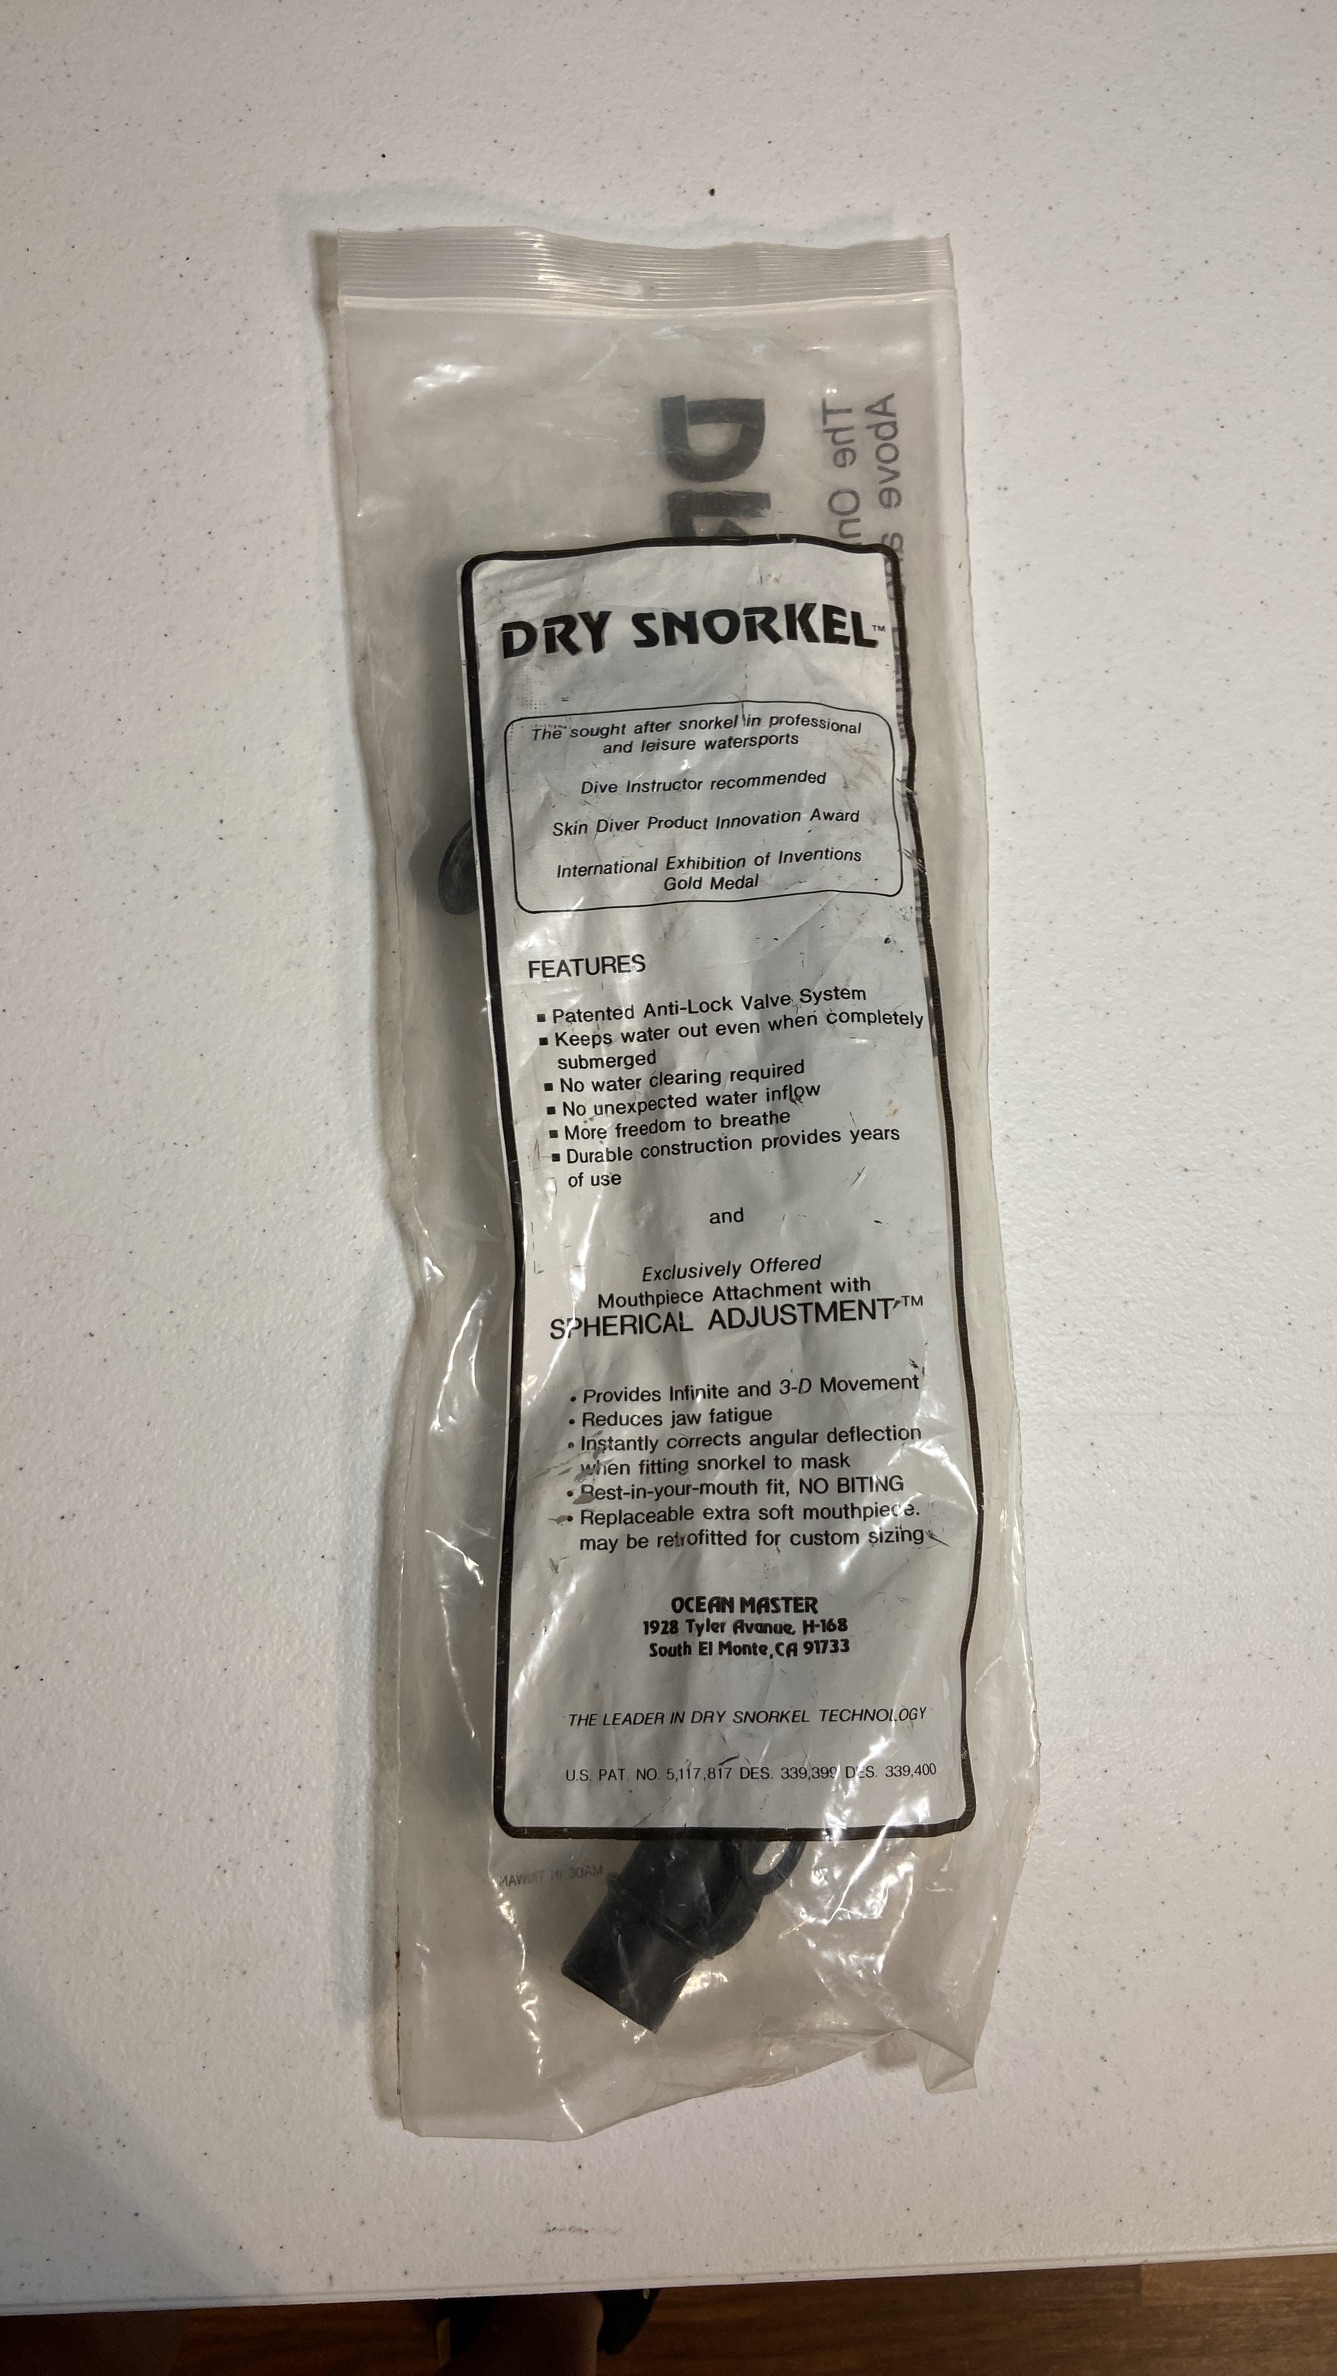 The On
Above a
DRY SNORKEL™
The sought after snorkel in professional
and leisure watersports
Dive Instructor recommended
Skin Diver Product Innovation Award
International Exhibition of Inventions
Gold Medal
FEATURES
▪ Patented Anti-Lock Valve System
▪ Keeps water out even when completely
submerged
▪ No water clearing required
▪ No unexpected water inflow
▪ More freedom to breathe
▪ Durable construction provides years
of use
and
Exclusively Offered
Mouthpiece Attachment with
SPHERICAL ADJUSTMENT™
• Provides Infinite and 3-D Movement
• Reduces jaw fatigue
• Instantly corrects angular deflection
when fitting snorkel to mask
• Rest-in-your-mouth fit, NO BITING
• Replaceable extra soft mouthpiece.
may be retrofitted for custom sizing
OCEAN MASTER
1928 Tyler Avanue, H-168
South El Monte, CA 91733
THE LEADER IN DRY SNORKEL TECHNOLOGY
U.S. PAT. NO. 5,117,817 DES. 339,399 DES. 339,400
MADE IN TAIWAN